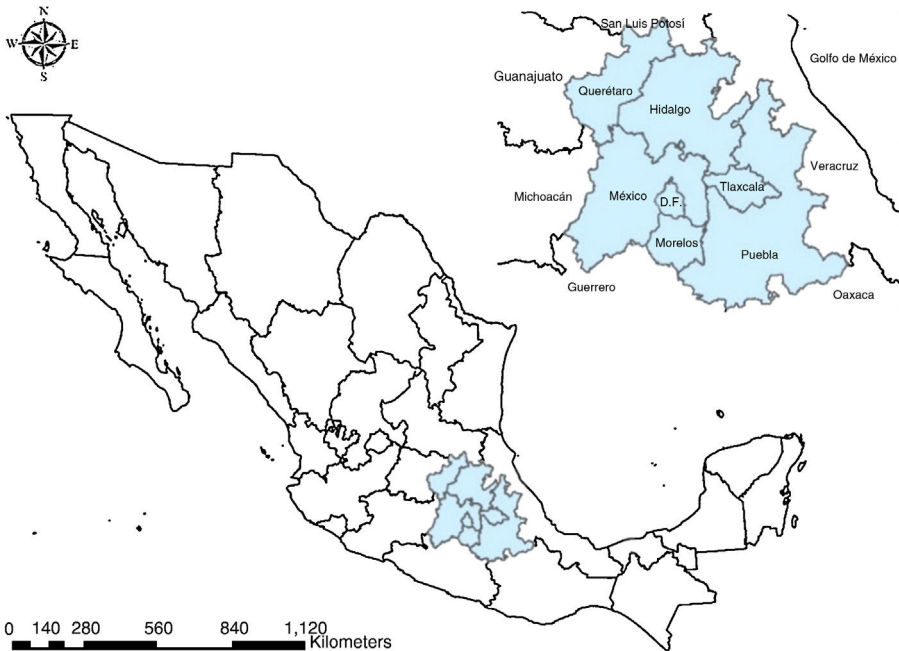 N
W E
S
San Luis Potosí
Golfo de México
Guanajuato
Querétaro
Hidalgo
Veracruz
Michoacán
México
Tlaxcala
D.F.
Morelos
Puebla
Guerrero
Oaxaca
0 140 280 560 840 1,120
Kilometers